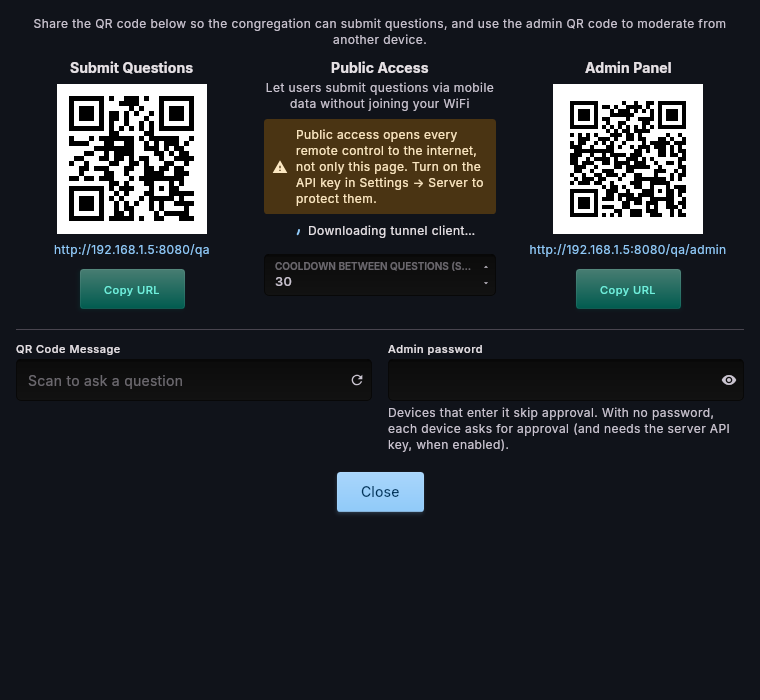 Share the QR code below so the congregation can submit questions, and use the admin QR code to moderate from
another device.
Submit Questions
http://192.168.1.5:8080/qa
Copy URL
Public Access
Let users submit questions via mobile
data without joining your WiFi
Public access opens every
remote control to the internet,
not only this page. Turn on the
API key in Settings → Server to
protect them.
Downloading tunnel client...
COOLDOWN BETWEEN QUESTIONS (S...
30
Admin Panel
http://192.168.1.5:8080/qa/admin
Copy URL
QR Code Message
Scan to ask a question
Admin password
Devices that enter it skip approval. With no password,
each device asks for approval (and needs the server API
key, when enabled).
Close